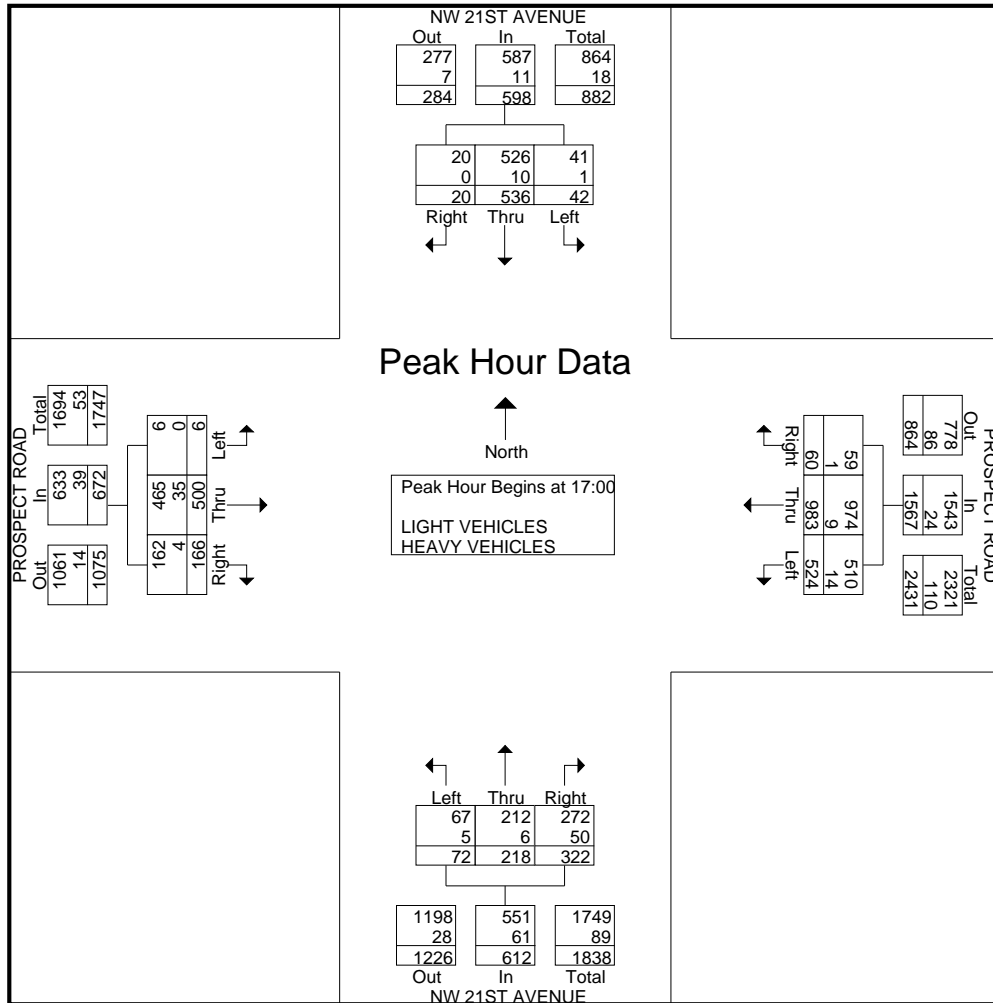 NW 21ST AVENUE
Out In Total
277 587 864
7 11 18
284 598 882
20 526 41
0 10 1
20 536 42
Right Thru Left
Peak Hour Data
North
Peak Hour Begins at 17:00
LIGHT VEHICLES
HEAVY VEHICLES
PROSPECT ROAD
Out In Total
1061 633 1694
14 39 53
1075 672 1747
Right Thru Left
162 465 6
4 35 0
166 500 6
PROSPECT ROAD
Out In Total
778 1543 2321
86 24 110
864 1567 2431
Right Thru Left
59 974 510
1 9 14
60 983 524
Left Thru Right
67 212 272
5 6 50
72 218 322
1198 551 1749
28 61 89
1226 612 1838
Out In Total
NW 21ST AVENUE